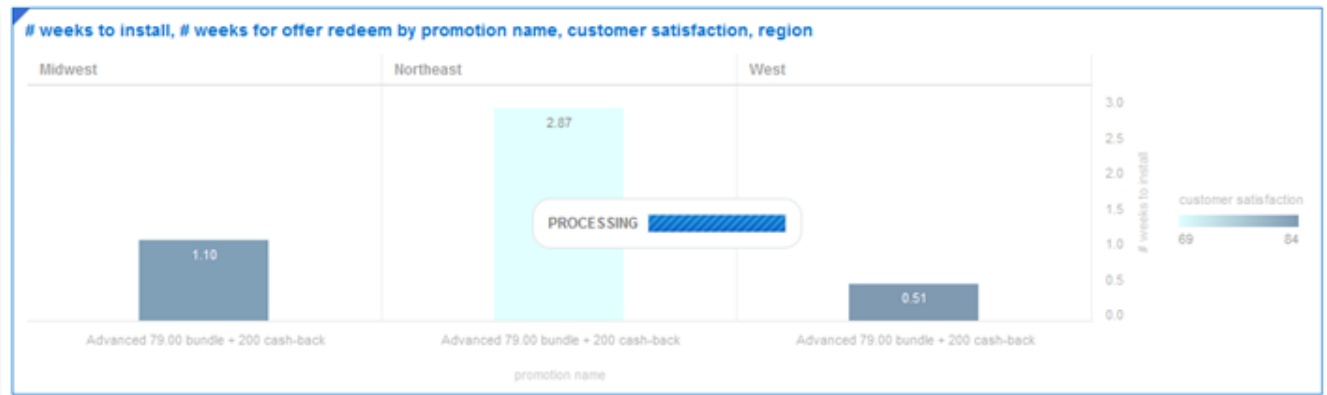 # weeks to install, # weeks for offer redeem by promotion name, customer satisfaction, region
Midwest
Northeast
West
3.0
2.5
2.0
1.5
1.0
0.5
0.0
# weeks to install
2.87
1.10
0.51
PROCESSING
customer satisfaction
69 84
Advanced 79.00 bundle + 200 cash-back
Advanced 79.00 bundle + 200 cash-back
Advanced 79.00 bundle + 200 cash-back
promotion name